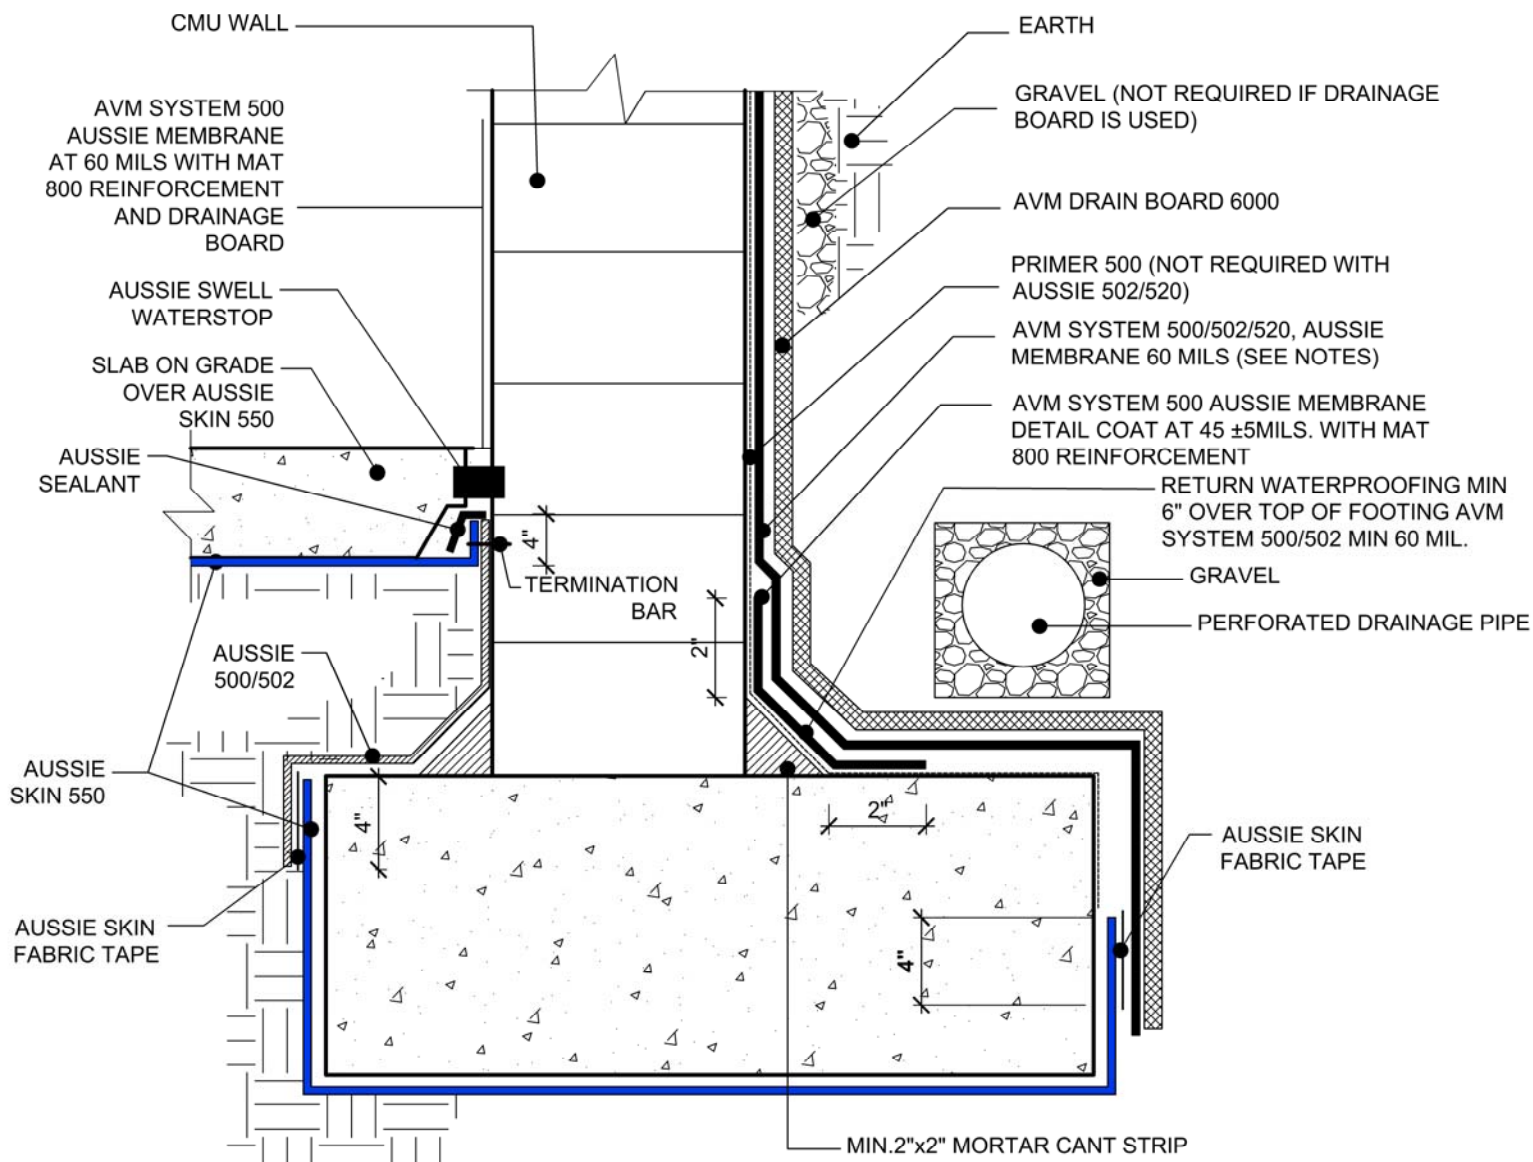 CMU WALL
AVM SYSTEM 500
AUSSIE MEMBRANE
AT 60 MILS WITH MAT
800 REINFORCEMENT
AND DRAINAGE
BOARD
AUSSIE SWELL
WATERSTOP
SLAB ON GRADE
OVER AUSSIE
SKIN 550
AUSSIE
SEALANT
4"
TERMINATION
BAR
2"
AUSSIE
500/502
AUSSIE
SKIN 550
4"
AUSSIE SKIN
FABRIC TAPE
EARTH
GRAVEL (NOT REQUIRED IF DRAINAGE
BOARD IS USED)
AVM DRAIN BOARD 6000
PRIMER 500 (NOT REQUIRED WITH
AUSSIE 502/520)
AVM SYSTEM 500/502/520, AUSSIE
MEMBRANE 60 MILS (SEE NOTES)
AVM SYSTEM 500 AUSSIE MEMBRANE
DETAIL COAT AT 45 ±5MILS. WITH MAT
800 REINFORCEMENT
RETURN WATERPROOFING MIN
6" OVER TOP OF FOOTING AVM
SYSTEM 500/502 MIN 60 MIL.
GRAVEL
PERFORATED DRAINAGE PIPE
2"
AUSSIE SKIN
FABRIC TAPE
4"
MIN.2"x2" MORTAR CANT STRIP